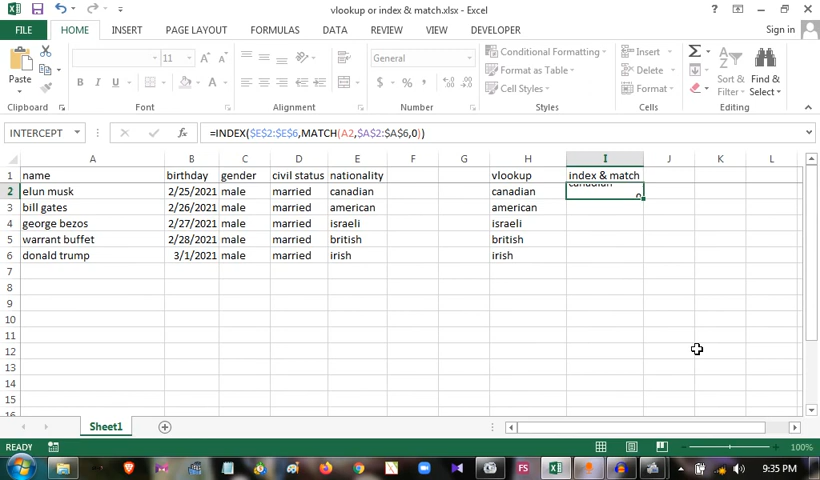 vlookup or index & match.xlsx - Excel
FILE HOME INSERT PAGE LAYOUT FORMULAS DATA REVIEW VIEW DEVELOPER Sign in
Paste
11
General
Conditional Formatting
Format as Table
Cell Styles
Insert
Delete
Format
Sort &
Filter
Find &
Select
Clipboard Font Alignment Number Styles Cells Editing
INTERCEPT =INDEX($E$2:$E$6,MATCH(A2,$A$2:$A$6,0))
A B C D E F G H I J K L
1 name birthday gender civil status nationality vlookup index & match
2 elun musk 2/25/2021 male married canadian canadian canadian
3 bill gates 2/26/2021 male married american american
4 george bezos 2/27/2021 male married israeli israeli
5 warrant buffet 2/28/2021 male married british british
6 donald trump 3/1/2021 male married irish irish
7
8
9
10
11
12
13
14
15
16
Sheet1
READY 100%
FS
9:35 PM